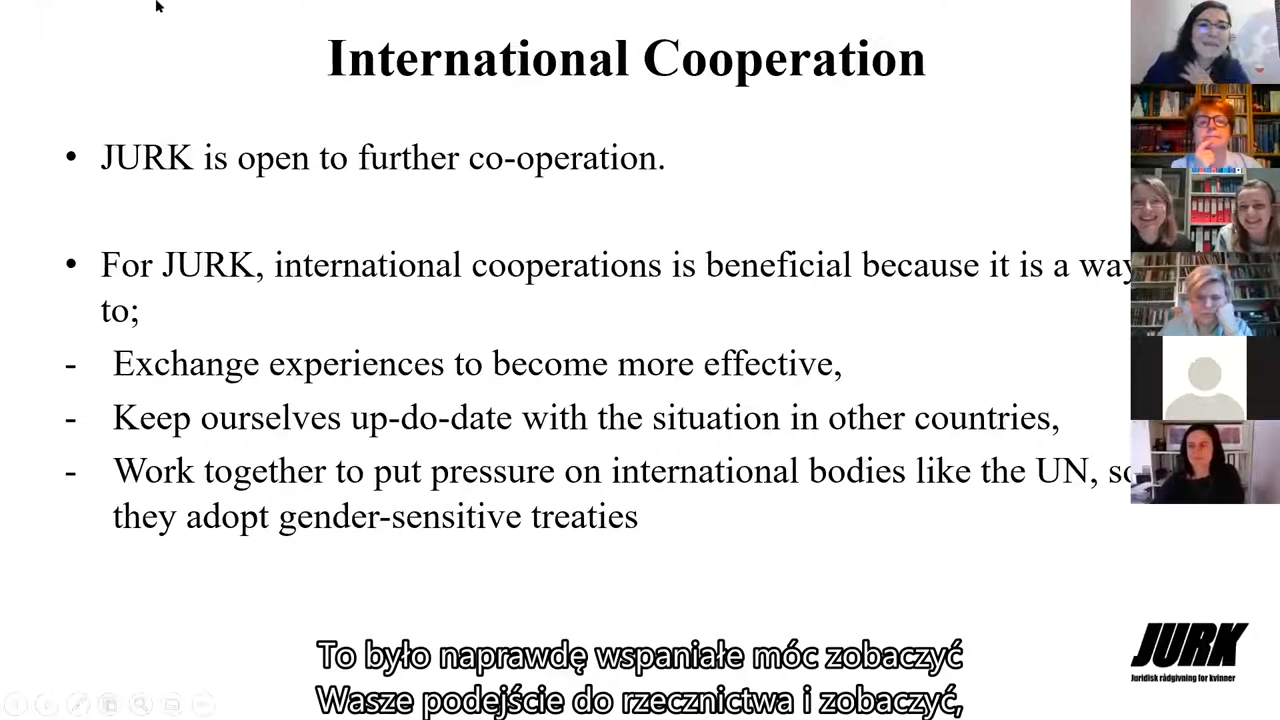 International Cooperation
• JURK is open to further co-operation.
• For JURK, international cooperations is beneficial because it is a way
to;
- Exchange experiences to become more effective,
- Keep ourselves up-do-date with the situation in other countries,
- Work together to put pressure on international bodies like the UN, so
they adopt gender-sensitive treaties
JURK
Juridisk rådgivning for kvinner
To było naprawdę wspaniałe móc zobaczyć
Wasze podejście do rzecznictwa i zobaczyć,